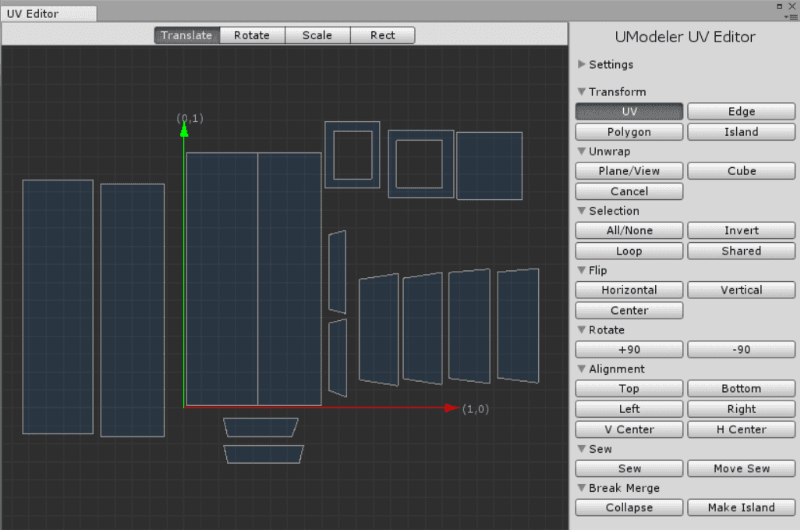 UV Editor
Translate Rotate Scale Rect
(0,1)
(1,0)
UModeler UV Editor
Settings
Transform
UV Edge
Polygon Island
Unwrap
Plane/View Cube
Cancel
Selection
All/None Invert
Loop Shared
Flip
Horizontal Vertical
Center
Rotate
+90 -90
Alignment
Top Bottom
Left Right
V Center H Center
Sew
Sew Move Sew
Break Merge
Collapse Make Island